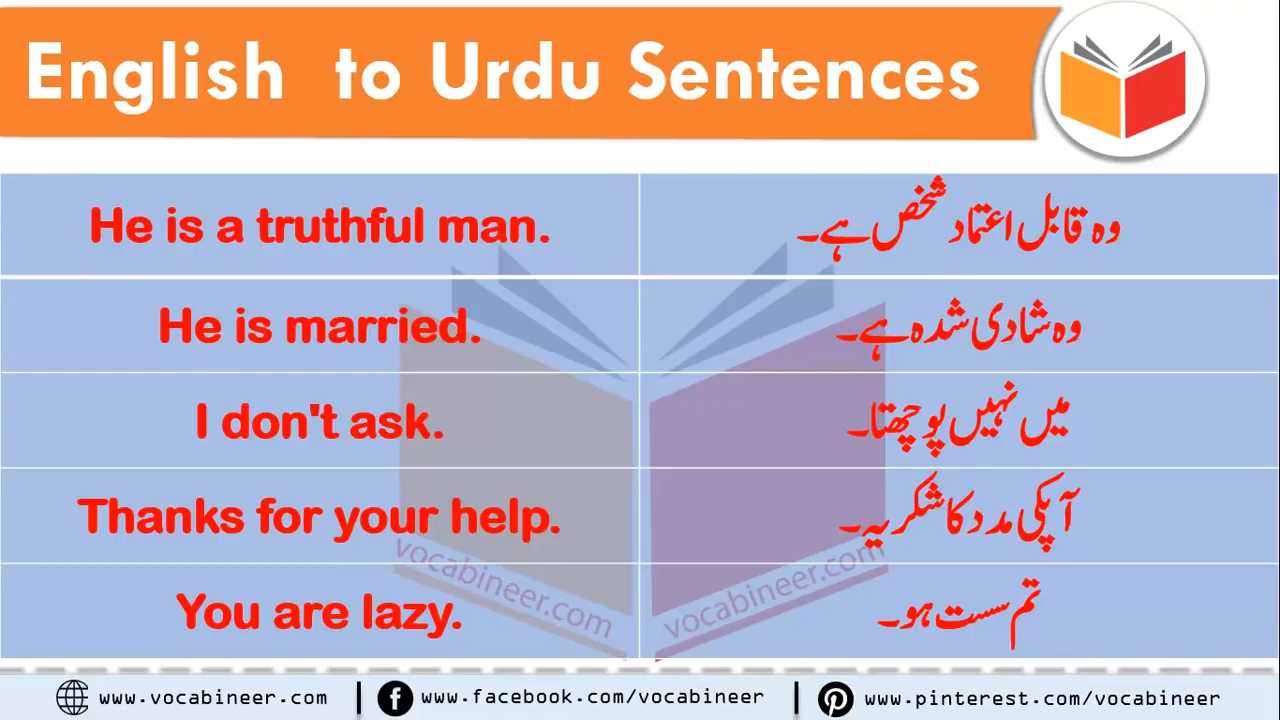 English to Urdu Sentences
He is a truthful man.
وہ قابل اعتماد شخص ہے۔
He is married.
وہ شادی شدہ ہے۔
I don't ask.
میں نہیں پوچھتا۔
Thanks for your help.
آپکی مدد کا شکریہ۔
You are lazy.
تم سست ہو۔
vocabineer.com
vocabineer.com
www.vocabineer.com | www.facebook.com/vocabineer | www.pinterest.com/vocabineer